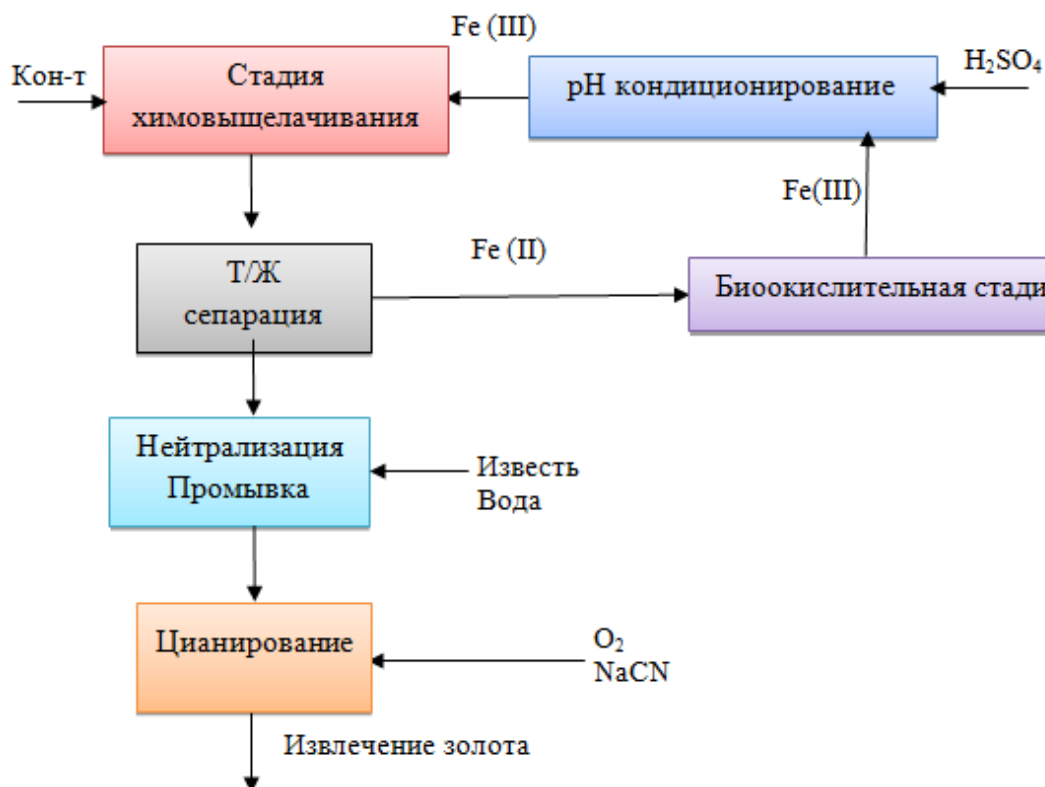 Fe (III)
Кон-т
Стадия
химовыщелачивания
pH кондиционирование
H₂SO₄
Fe(III)
Т/Ж
сепарация
Fe (II)
Биоокислительная стади
Нейтрализация
Промывка
Известь
Вода
Цианирование
O₂
NaCN
Извлечение золота